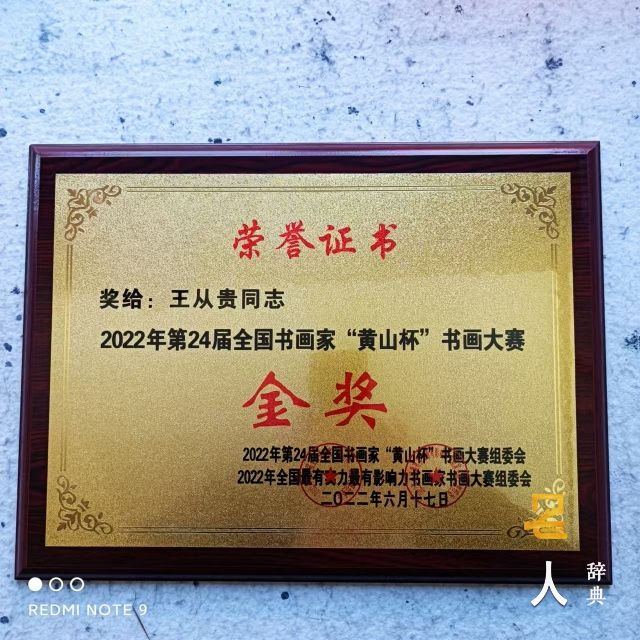 荣誉证书
奖给：王从贵同志
2022年第24届全国书画家“黄山杯”书画大赛
金奖
2022年第24届全国书画家“黄山杯”书画大赛组委会
2022年全国最有实力最有影响力书画家书画大赛组委会
二〇二二年六月十七日
名人辞典
REDMI NOTE 9